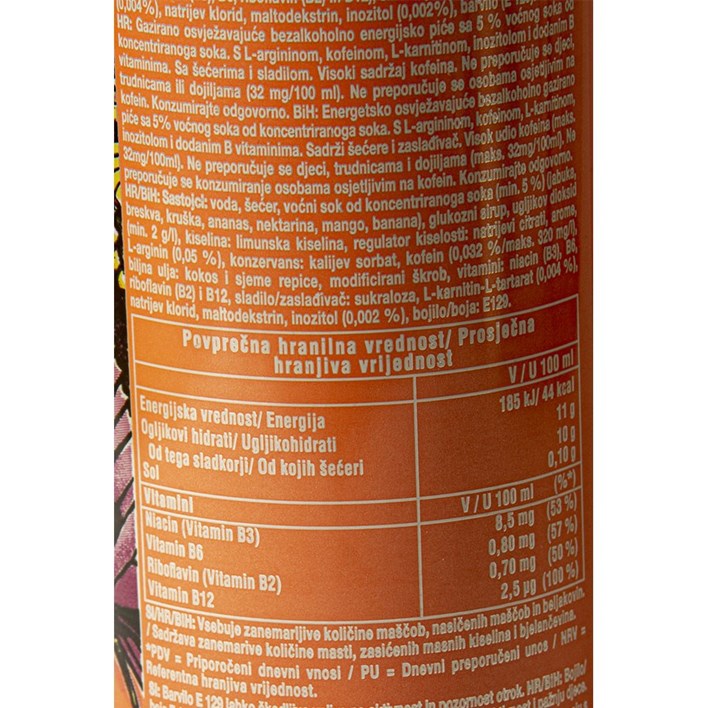 0,004%), natrijev klorid, maltodekstrin, inozitol (0,002%), barvilo
HR: Gazirano osvježavajuće bezalkoholno energijsko piće sa 5 % voćnog soka od
koncentriranoga soka. S L-argininom, kofeinom, L-karnitinom, inozitolom i dodanim B
vitaminima. Sa šećerima i sladilom. Visoki sadržaj kofeina. Ne preporučuje se djeci,
trudnicama ili dojiljama (32 mg/100 ml). Ne preporučuje se osobama osjetljivim na
kofein. Konzumirajte odgovorno. BiH: Energetsko osvježavajuće bezalkoholno gazirano
piće sa 5% voćnog soka od koncentriranoga soka. S L-argininom, kofeinom, L-karnitinom,
inozitolom i dodanim B vitaminima. Sadrži šećere i zaslađivač. Visok udio kofeina (maks.
32mg/100ml). Ne preporučuje se djeci, trudnicama i dojiljama (maks. 32mg/100ml). Ne
preporučuje se konzumiranje osobama osjetljivim na kofein. Konzumirajte odgovorno.
HR/BiH: Sastojci: voda, šećer, voćni sok od koncentriranoga soka (min. 5 %) (jabuka,
breskva, kruška, ananas, nektarina, mango, banana), glukozni sirup, ugljikov dioksid
(min. 2 g/l), kiselina: limunska kiselina, regulator kiselosti: natrijevi citrati, arome,
L-arginin (0,05 %), konzervans: kalijev sorbat, kofein (0,032 %/maks. 320 mg/l),
biljna ulja: kokos i sjeme repice, modificirani škrob, vitamini: niacin (B3), B6,
riboflavin (B2) i B12, sladilo/zaslađivač: sukraloza, L-karnitin-L-tartarat (0,004 %),
natrijev klorid, maltodekstrin, inozitol (0,002 %), bojilo/boja: E129.
Povprečna hranilna vrednost/ Prosječna
hranjiva vrijednost
V / U 100 ml
Energijska vrednost/ Energija 185 kJ/ 44 kcal
Ogljikovi hidrati/ Ugljikohidrati 11 g
Od tega sladkorji/ Od kojih šećeri 10 g
Sol 0,10 g
Vitamini V / U 100 ml (%*)
Niacin (Vitamin B3) 8,5 mg (53 %)
Vitamin B6 0,80 mg (57 %)
Riboflavin (Vitamin B2) 0,70 mg (50 %)
Vitamin B12 2,5 µg (100 %)
SI/HR/BiH: Vsebuje zanemarljive količine maščob, nasičenih maščob in beljakovin.
/ Sadržava zanemarive količine masti, zasićenih masnih kiselina i bjelančevina.
*PDV = Priporočeni dnevni vnosi / PU = Dnevni preporučeni unos / NRV =
Referentna hranjiva vrijednost.
SI: Barvilo E 129 lahko škodljivo in pozornost otrok. HR/BiH: Bojilo/